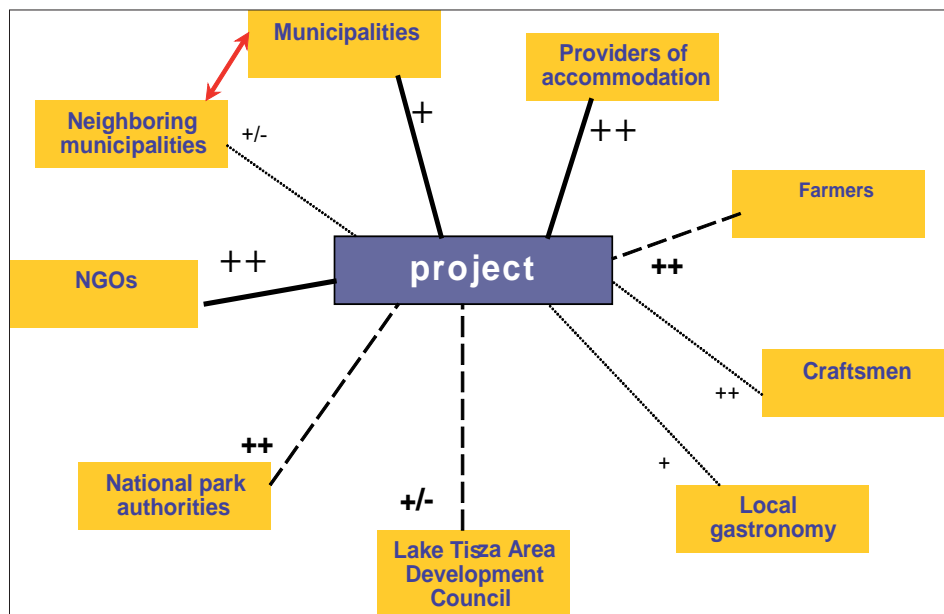 Municipalities
Providers of
accommodation
+
++
Neighboring
municipalities
+/-
Farmers
++
NGOs
++
project
Craftsmen
++
+
National park
authorities
++
+/-
Local
gastronomy
Lake Tisza Area
Development
Council